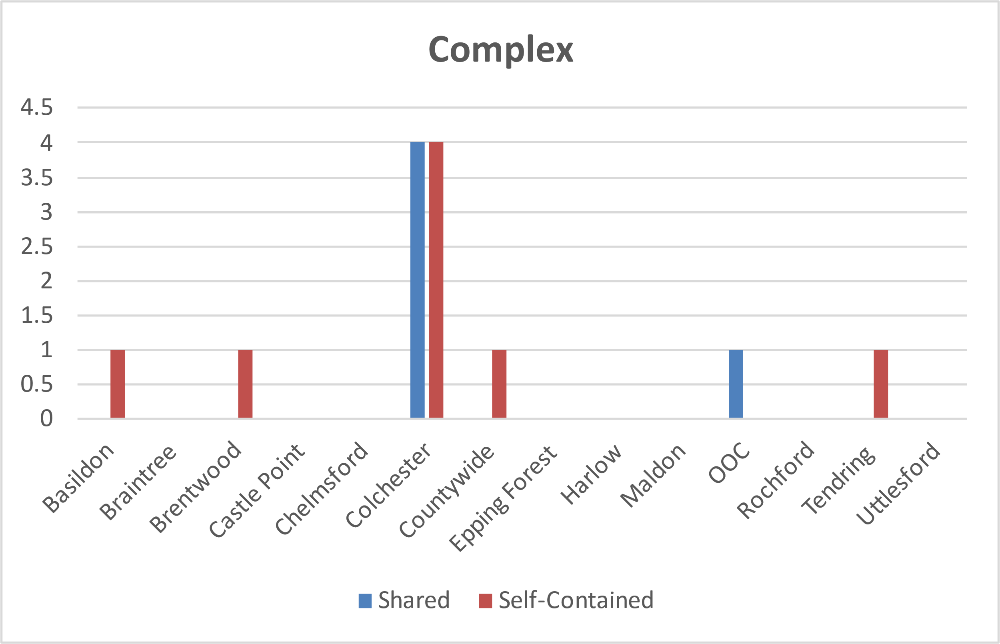 Complex
4.5
4
3.5
3
2.5
2
1.5
1
0.5
0
Basildon
Braintree
Brentwood
Castle Point
Chelmsford
Colchester
Countywide
Epping Forest
Harlow
Maldon
OOC
Rochford
Tendring
Uttlesford
Shared
Self-Contained